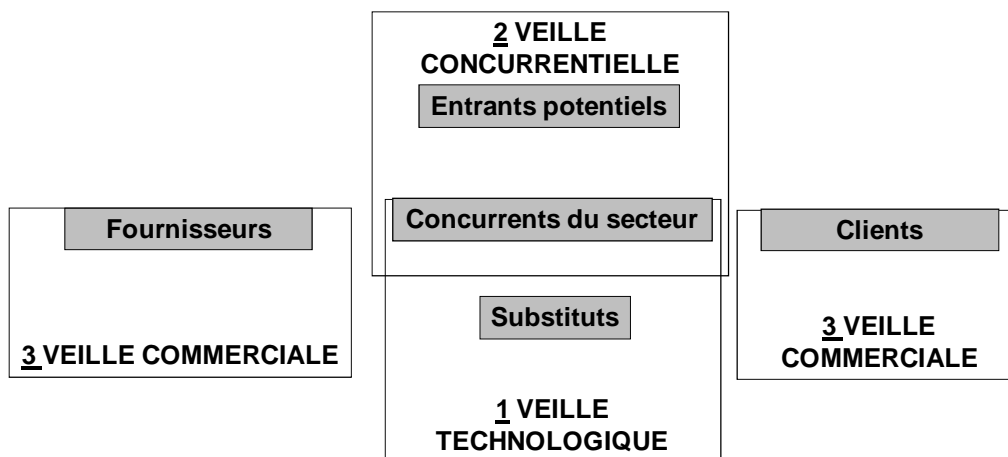 2 VEILLE
CONCURRENTIELLE
Entrants potentiels
Fournisseurs
Concurrents du secteur
Clients
Substituts
3 VEILLE COMMERCIALE
3 VEILLE
COMMERCIALE
1 VEILLE
TECHNOLOGIQUE